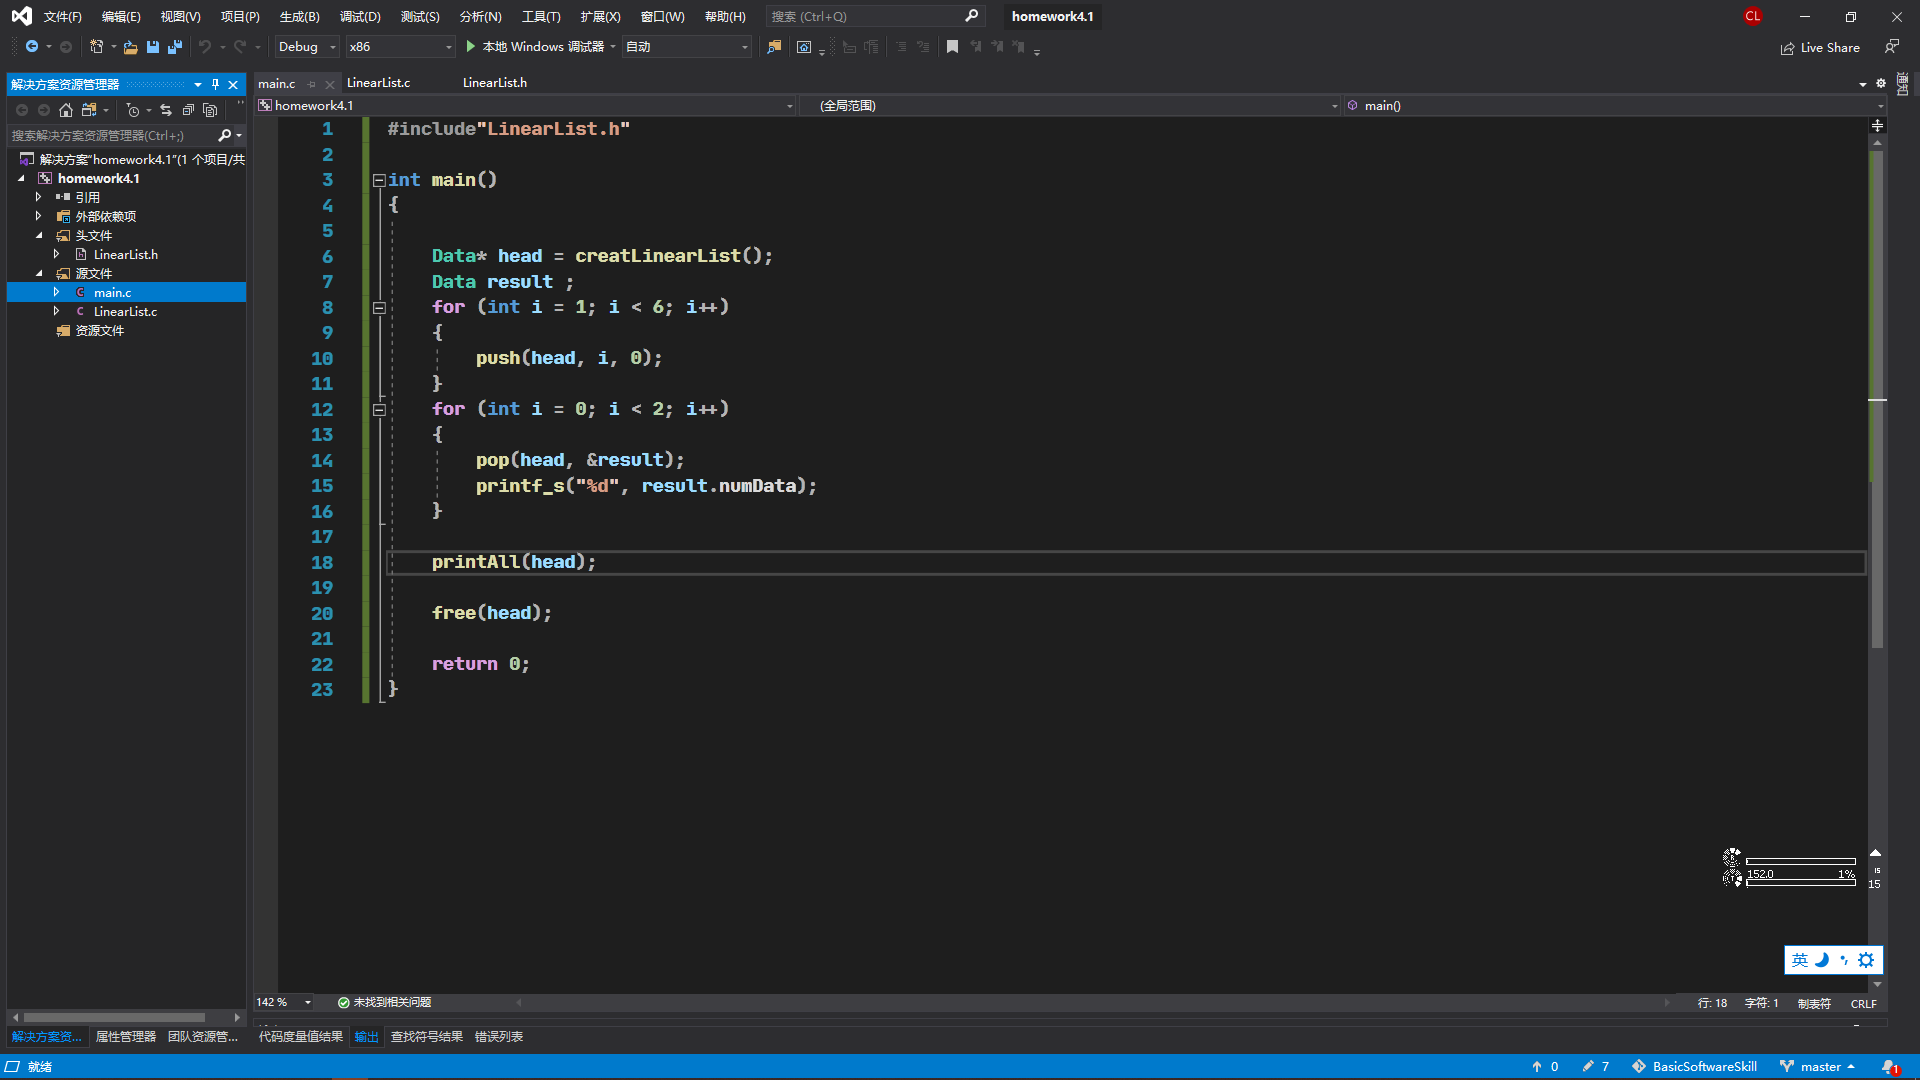 文件(F) 编辑(E) 视图(V) 项目(P) 生成(B) 调试(D) 测试(S) 分析(N) 工具(T) 扩展(X) 窗口(W) 帮助(H) 搜索 (Ctrl+Q) homework4.1 CL
Debug x86 本地 Windows 调试器 自动 Live Share
解决方案资源管理器
搜索解决方案资源管理器(Ctrl+;)
解决方案"homework4.1"(1 个项目/共
homework4.1
引用
外部依赖项
头文件
LinearList.h
源文件
main.c
LinearList.c
资源文件
main.c LinearList.c LinearList.h
homework4.1 (全局范围) main()
1 #include"LinearList.h"
2
3 int main()
4 {
5
6 Data* head = creatLinearList();
7 Data result ;
8 for (int i = 1; i < 6; i++)
9 {
10 push(head, i, 0);
11 }
12 for (int i = 0; i < 2; i++)
13 {
14 pop(head, &result);
15 printf_s("%d", result.numData);
16 }
17
18 printAll(head);
19
20 free(head);
21
22 return 0;
23 }
152.0 1%
15
英
142 % 未找到相关问题 行: 18 字符: 1 制表符 CRLF
解决方案资... 属性管理器 团队资源管... 代码度量值结果 输出 查找符号结果 错误列表
就绪 0 7 BasicSoftwareSkill master 1